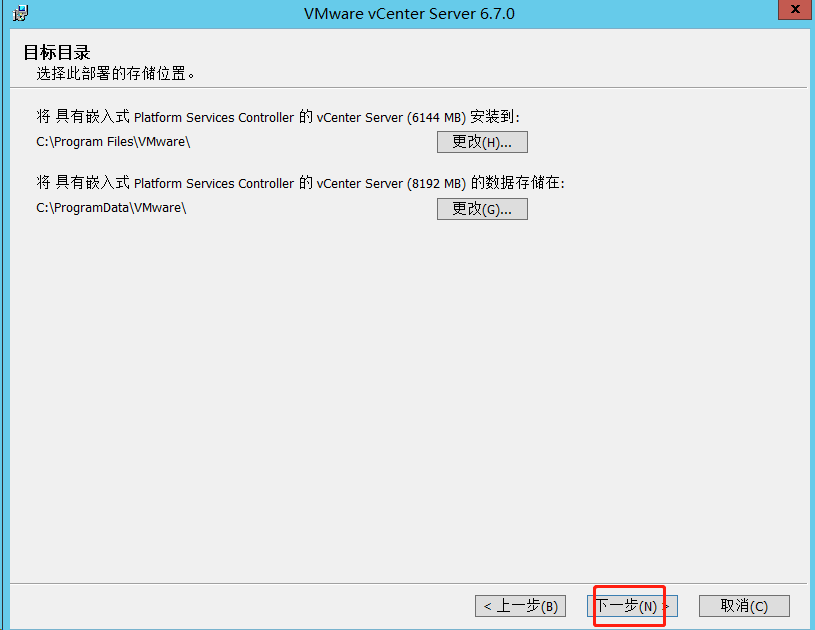 VMware vCenter Server 6.7.0
x
目标目录
选择此部署的存储位置。
将 具有嵌入式 Platform Services Controller 的 vCenter Server (6144 MB) 安装到:
C:\Program Files\VMware\ 更改(H)...
将 具有嵌入式 Platform Services Controller 的 vCenter Server (8192 MB) 的数据存储在:
C:\ProgramData\VMware\ 更改(G)...
< 上一步(B) 下一步(N) > 取消(C)